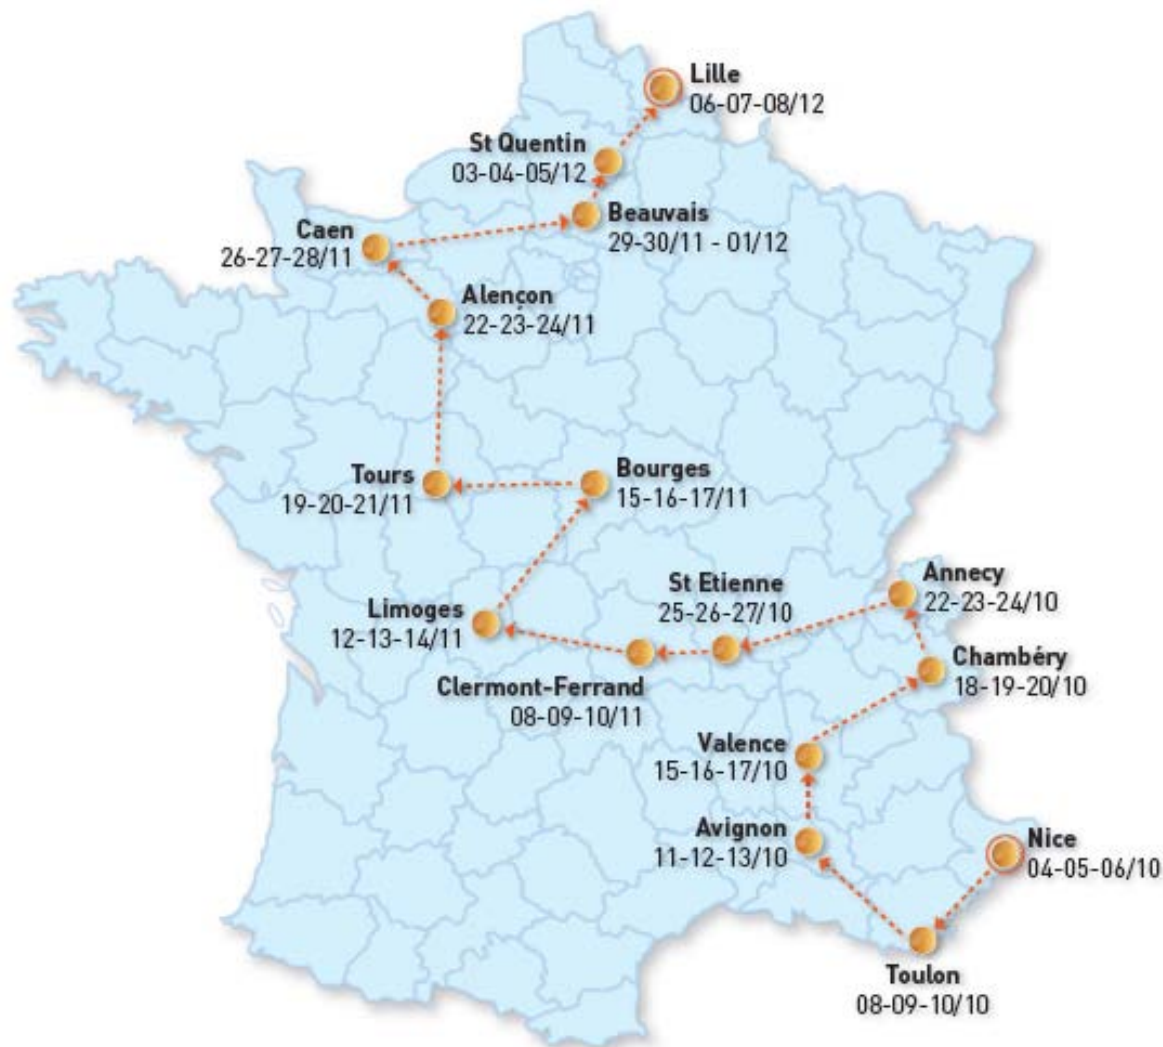 Lille
06-07-08/12
St Quentin
03-04-05/12
Beauvais
29-30/11 - 01/12
Caen
26-27-28/11
Alençon
22-23-24/11
Tours
19-20-21/11
Bourges
15-16-17/11
Annecy
22-23-24/10
St Etienne
25-26-27/10
Limoges
12-13-14/11
Chambéry
18-19-20/10
Clermont-Ferrand
08-09-10/11
Valence
15-16-17/10
Avignon
11-12-13/10
Nice
04-05-06/10
Toulon
08-09-10/10